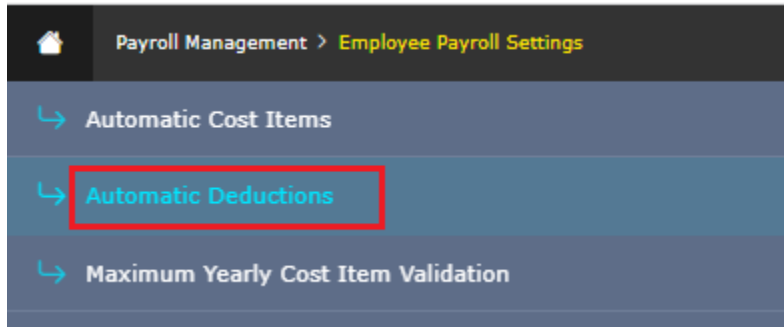 Payroll Management > Employee Payroll Settings
Automatic Cost Items
Automatic Deductions
Maximum Yearly Cost Item Validation